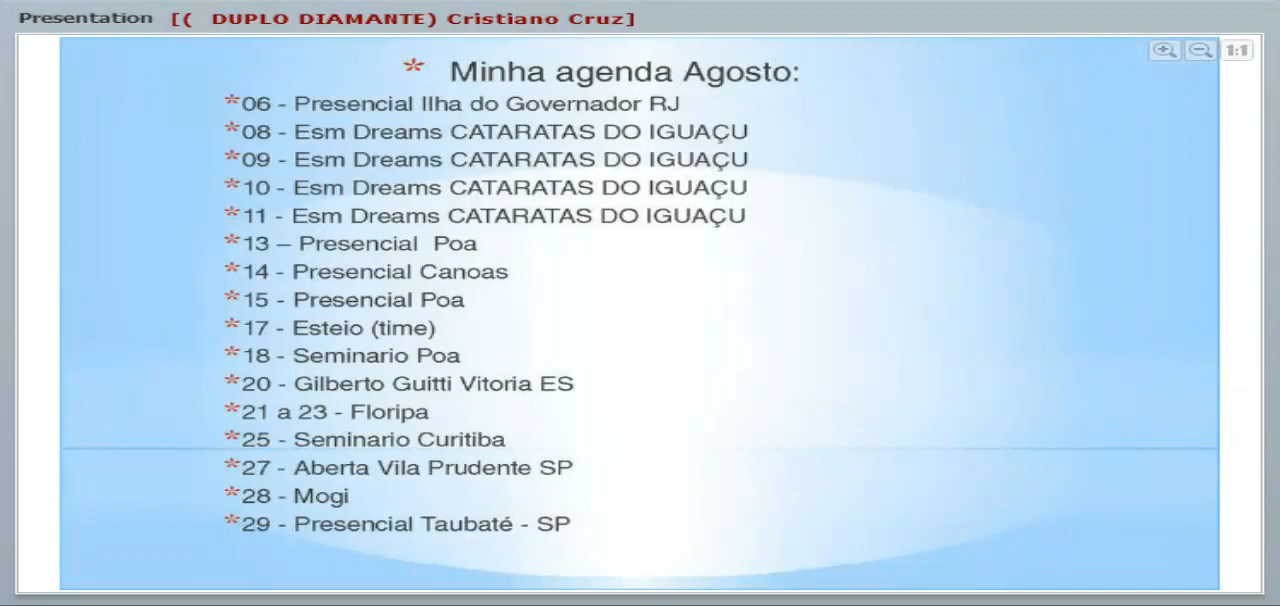 Presentation [( DUPLO DIAMANTE) Cristiano Cruz]
1:1
* Minha agenda Agosto:
*06 - Presencial Ilha do Governador RJ
*08 - Esm Dreams CATARATAS DO IGUAÇU
*09 - Esm Dreams CATARATAS DO IGUAÇU
*10 - Esm Dreams CATARATAS DO IGUAÇU
*11 - Esm Dreams CATARATAS DO IGUAÇU
*13 – Presencial  Poa
*14 - Presencial Canoas
*15 - Presencial Poa
*17 - Esteio (time)
*18 - Seminario Poa
*20 - Gilberto Guitti Vitoria ES
*21 a 23 - Floripa
*25 - Seminario Curitiba
*27 - Aberta Vila Prudente SP
*28 - Mogi
*29 - Presencial Taubaté - SP